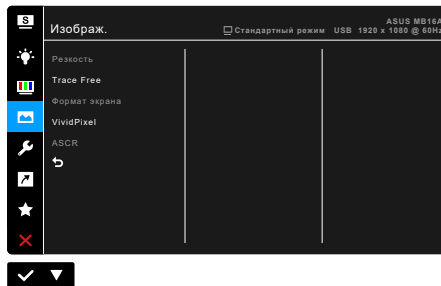 S
Изображ.
ASUS MB16A
Стандартный режим USB 1920 x 1080 @ 60Hz
Резкость
Trace Free
Формат экрана
VividPixel
ASCR